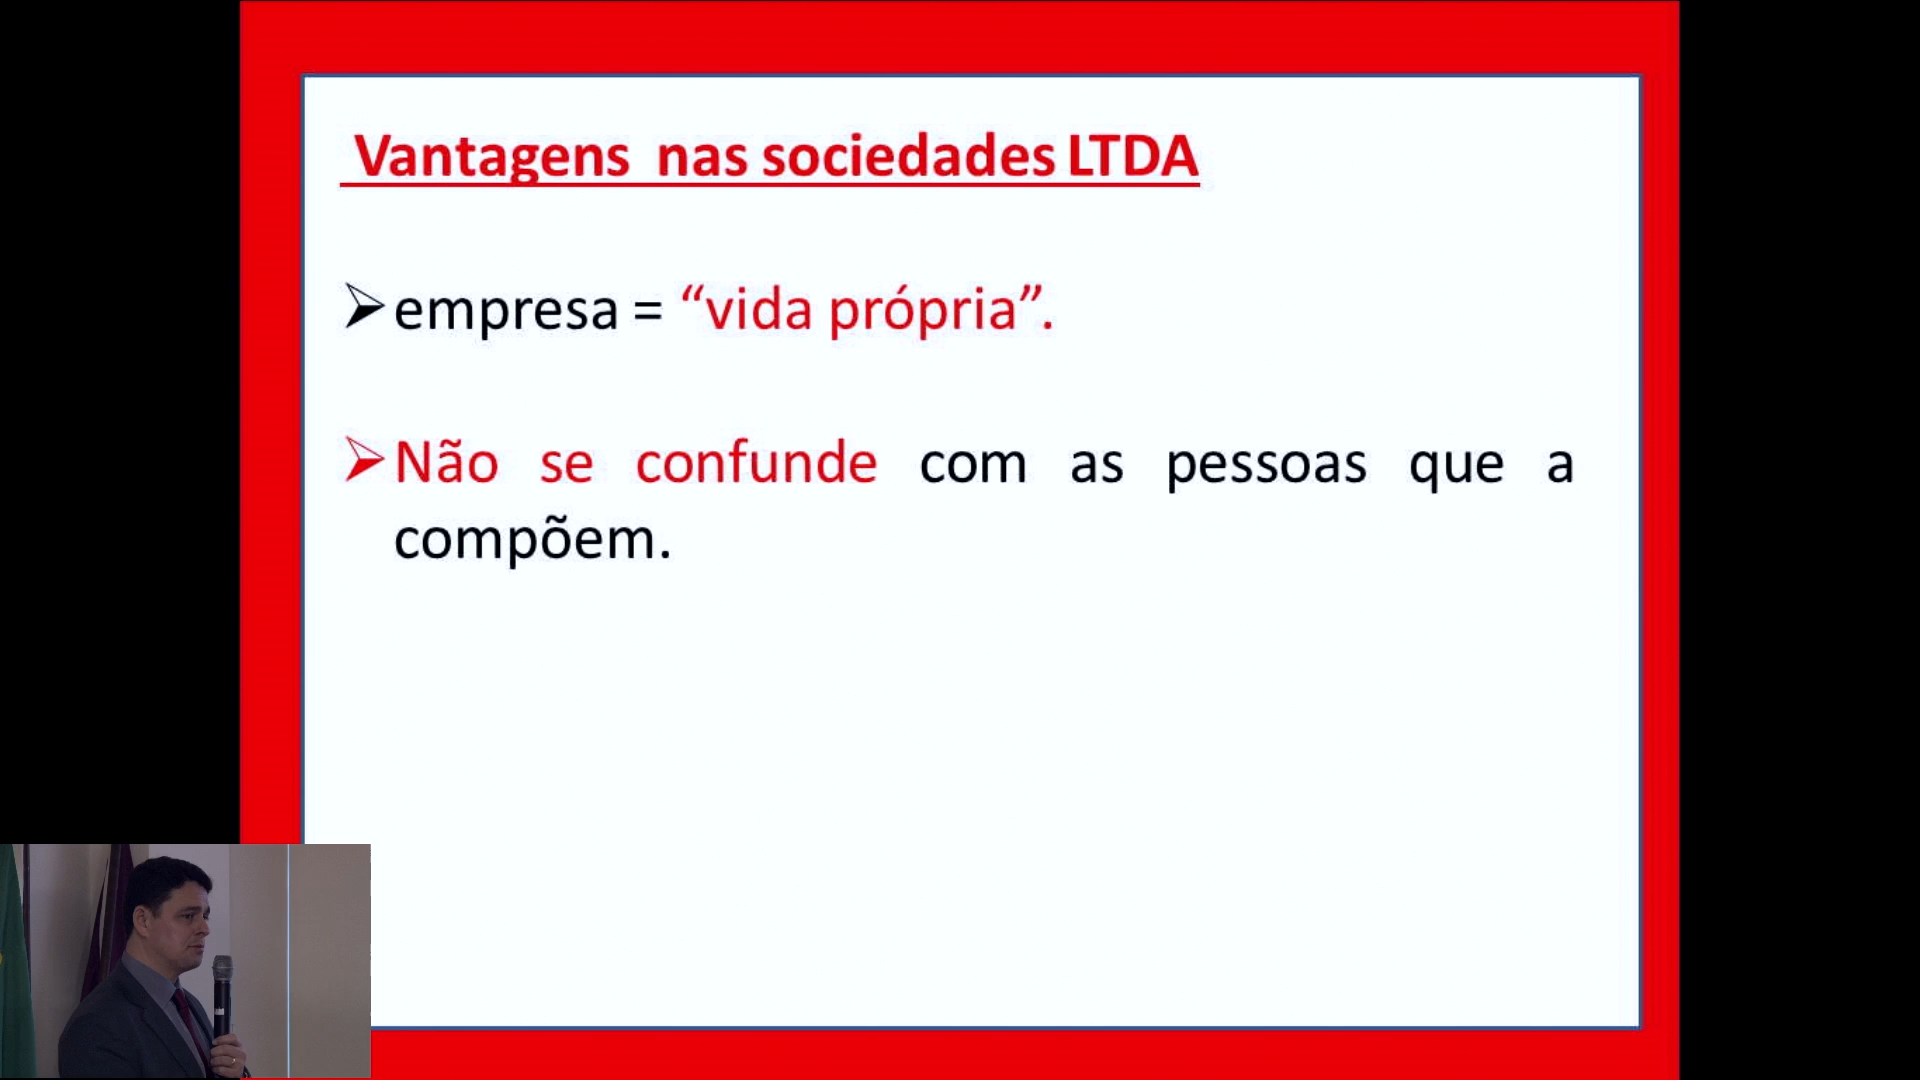 Vantagens nas sociedades LTDA
➢empresa = “vida própria”.
➢Não se confunde com as pessoas que a
compõem.